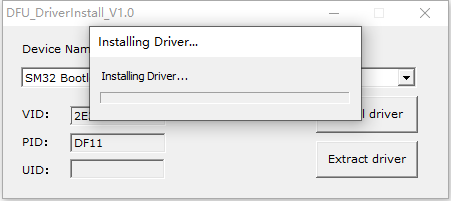 DFU_DriverInstall_V1.0
Installing Driver...
Device Nam
Installing Driver...
SM32 Bootl
VID:
2E
l driver
PID:
DF11
UID:
Extract driver